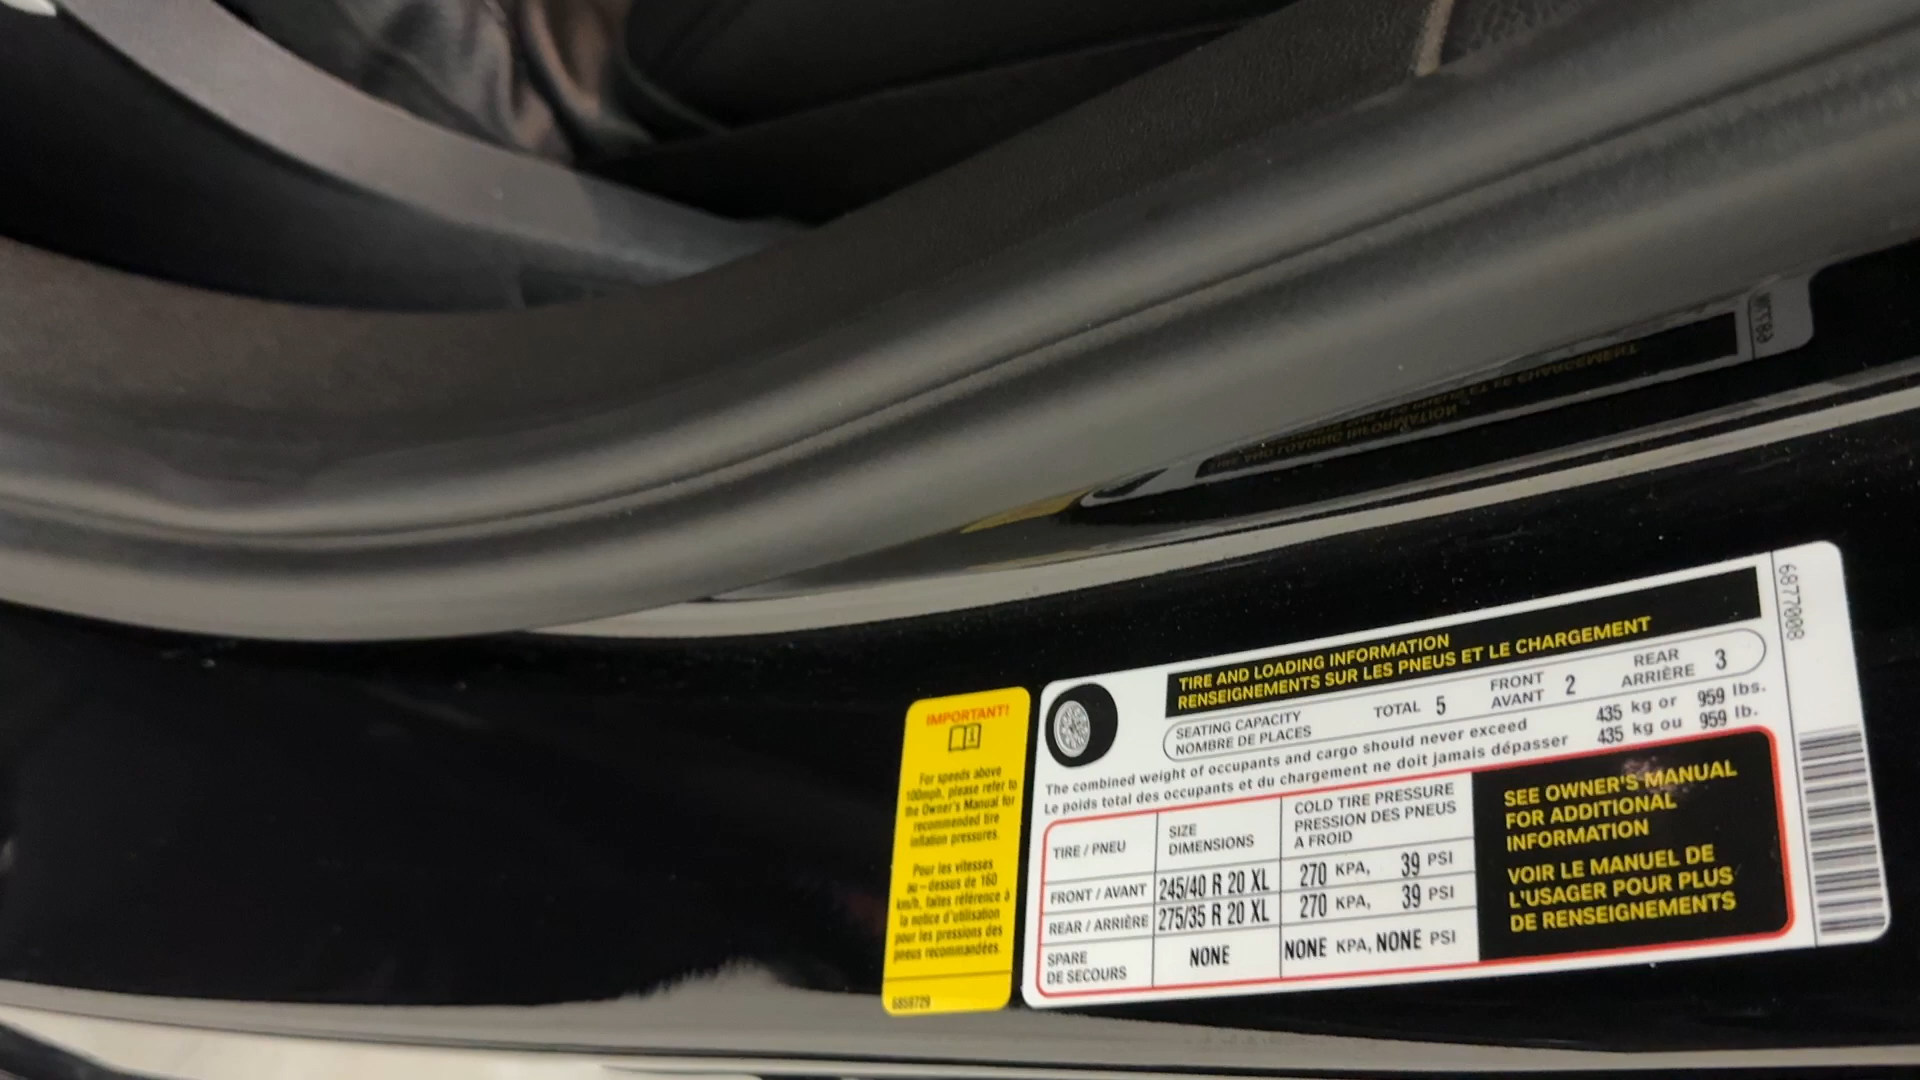 IMPORTANT!
For speeds above
100mph, please refer to
the Owner's Manual for
recommended tire
inflation pressures.
Pour les vitesses
au-dessus de 160
km/h, faites référence à
la notice d'utilisation
pour les pressions des
pneus recommandées.
6859729
TIRE AND LOADING INFORMATION
RENSEIGNEMENTS SUR LES PNEUS ET LE CHARGEMENT
SEATING CAPACITY
NOMBRE DE PLACES
TOTAL 5
FRONT
AVANT 2
REAR
ARRIÈRE 3
The combined weight of occupants and cargo should never exceed 435 kg or 959 lbs.
Le poids total des occupants et du chargement ne doit jamais dépasser 435 kg ou 959 lb.
TIRE / PNEU
SIZE
DIMENSIONS
COLD TIRE PRESSURE
PRESSION DES PNEUS
A FROID
FRONT / AVANT 245/40 R 20 XL 270 KPA, 39 PSI
REAR / ARRIÈRE 275/35 R 20 XL 270 KPA, 39 PSI
SPARE
DE SECOURS
NONE NONE KPA, NONE PSI
SEE OWNER'S MANUAL
FOR ADDITIONAL
INFORMATION
VOIR LE MANUEL DE
L'USAGER POUR PLUS
DE RENSEIGNEMENTS
6877008